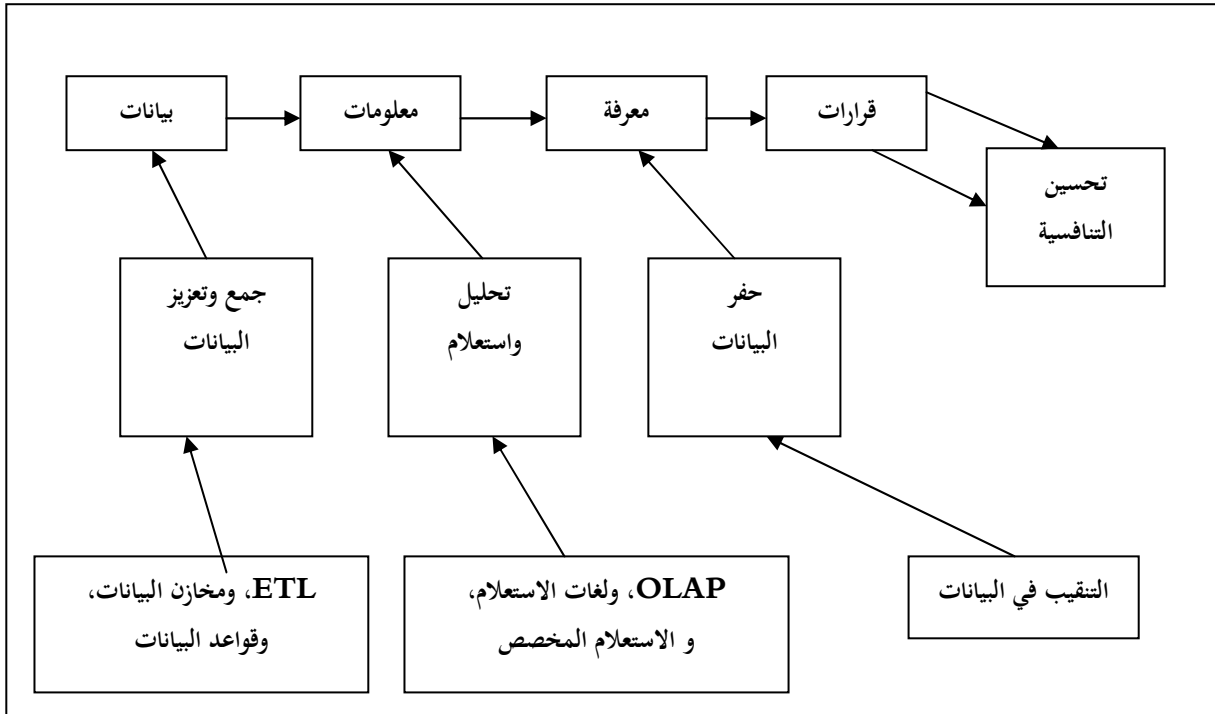 بيانات
معلومات
معرفة
قرارات
تحسين
التنافسية
جمع وتعزيز
البيانات
تحليل
واستعلام
حفر
البيانات
ETL، ومخازن البيانات،
وقواعد البيانات
OLAP، ولغات الاستعلام،
و الاستعلام المخصص
التنقيب في البيانات